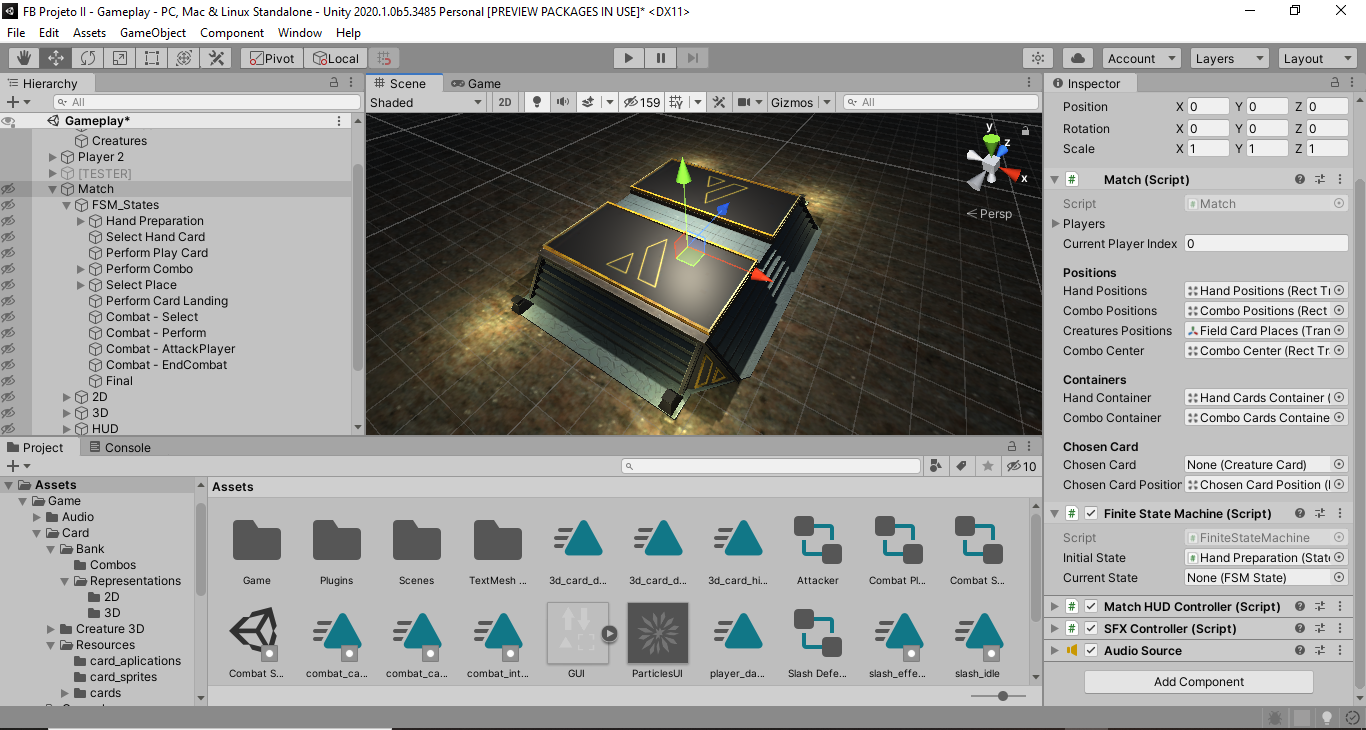 FB Projeto II - Gameplay - PC, Mac & Linux Standalone - Unity 2020.1.0b5.3485 Personal [PREVIEW PACKAGES IN USE]* <DX11>
File Edit Assets GameObject Component Window Help
Pivot Local Account Layers Layout
Hierarchy
All
Gameplay*
Creatures
Player 2
[TESTER]
Match
FSM_States
Hand Preparation
Select Hand Card
Perform Play Card
Perform Combo
Select Place
Perform Card Landing
Combat - Select
Combat - Perform
Combat - AttackPlayer
Combat - EndCombat
Final
2D
3D
HUD
Scene Game
Shaded 2D 159 Gizmos All
y
z
x
Persp
Inspector
Position X 0 Y 0 Z 0
Rotation X 0 Y 0 Z 0
Scale X 1 Y 1 Z 1
# Match (Script)
Script Match
Players
Current Player Index 0
Positions
Hand Positions Hand Positions (Rect Tr
Combo Positions Combo Positions (Rect
Creatures Positions Field Card Places (Tran
Combo Center Combo Center (Rect Tr
Containers
Hand Container Hand Cards Container (
Combo Container Combo Cards Containe
Chosen Card
Chosen Card None (Creature Card)
Chosen Card Position Chosen Card Position (I
# Finite State Machine (Script)
Script FiniteStateMachine
Initial State Hand Preparation (State
Current State None (FSM State)
# Match HUD Controller (Script)
# SFX Controller (Script)
Audio Source
Add Component
Project Console
10
Assets
Game
Audio
Card
Bank
Combos
Representations
2D
3D
Creature 3D
Resources
card_aplications
card_sprites
cards
Assets
Game Plugins Scenes TextMesh ... 3d_card_d... 3d_card_d... 3d_card_hi... Attacker Combat Pl... Combat S...
Combat S... combat_ca... combat_ca... combat_int... GUI ParticlesUI player_da... Slash Defe... slash_effe... slash_idle